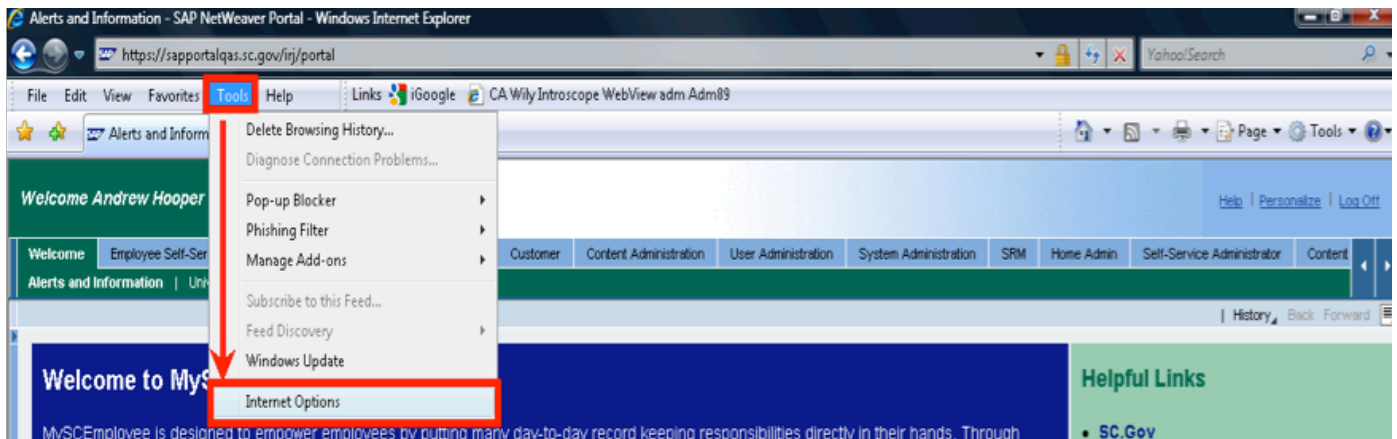 Alerts and Information - SAP NetWeaver Portal - Windows Internet Explorer
https://sapportalqas.sc.gov/irj/portal
Yahoo! Search
File Edit View Favorites Tools Help Links iGoogle CA Wily Introscope WebView adm Adm89
Alerts and Inform
Page Tools
Delete Browsing History...
Diagnose Connection Problems...
Pop-up Blocker
Phishing Filter
Manage Add-ons
Subscribe to this Feed...
Feed Discovery
Windows Update
Internet Options
Welcome Andrew Hooper
Help | Personalize | Log Off
Welcome Employee Self-Ser Customer Content Administration User Administration System Administration SRM Home Admin Self-Service Administrator Content
Alerts and Information | Univ
| History Back Forward
Welcome to MyS
Helpful Links
MySCEmployee is designed to empower employees by putting many day-to-day record keeping responsibilities directly in their hands. Through
• SC.Gov